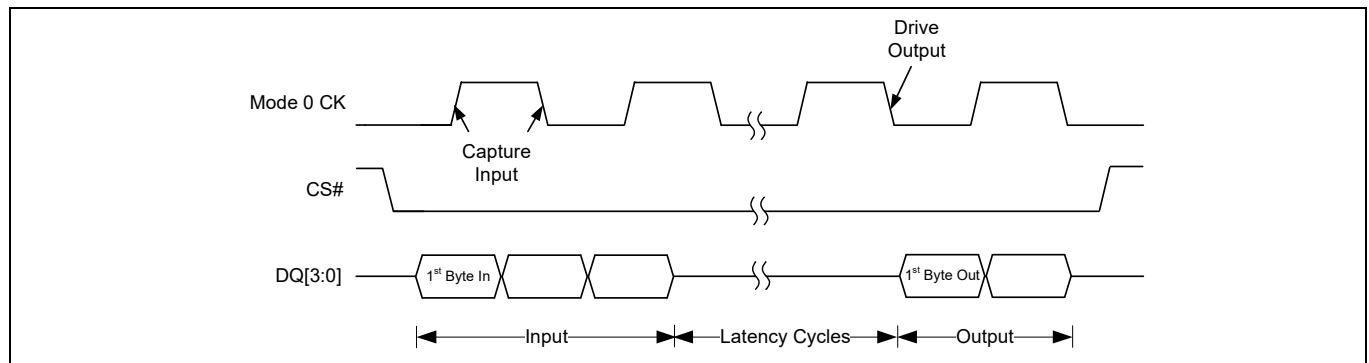 Drive
Output
Mode 0 CK
Capture
Input
CS#
DQ[3:0]
1st Byte In
1st Byte Out
Input
Latency Cycles
Output